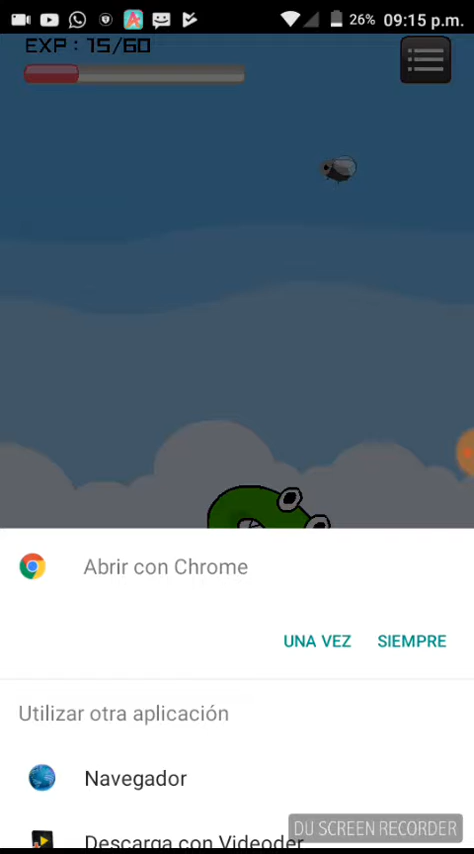 26% 09:15 p.m.
EXP : 15/60
Abrir con Chrome
UNA VEZ SIEMPRE
Utilizar otra aplicación
Navegador
Descarga con Videoder
DU SCREEN RECORDER